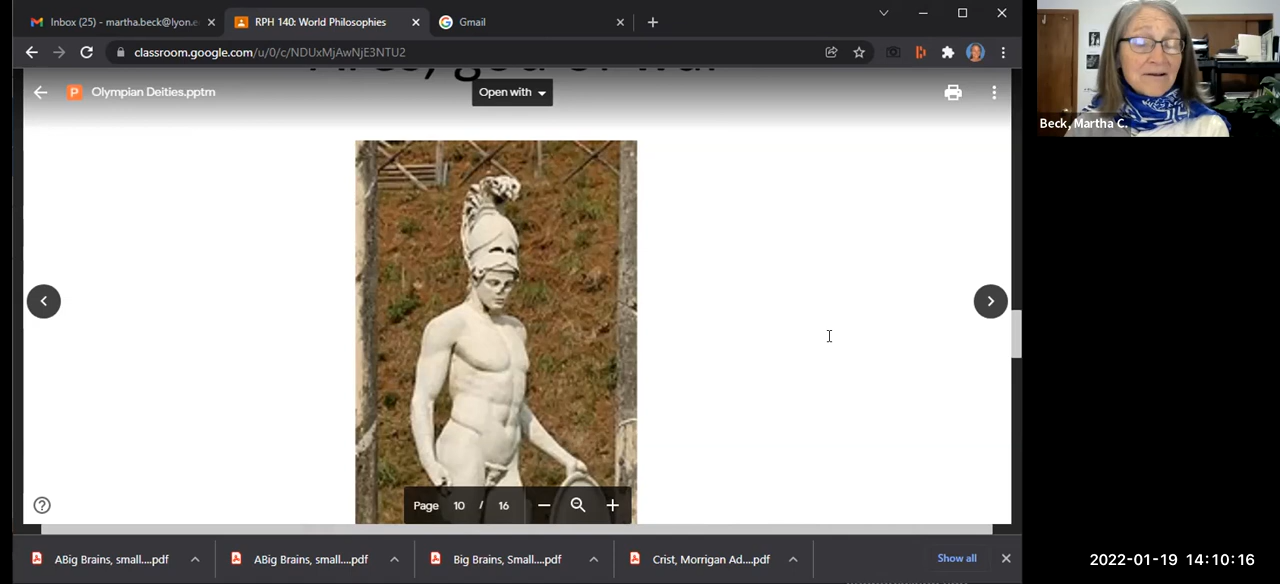 Inbox (25) - martha.beck@lyon.e
RPH 140: World Philosophies
Gmail
classroom.google.com/u/0/c/NDUxMjAwNjE3NTU2
Olympian Deities.pptm
Open with
Beck, Martha C.
Page 10 / 16
ABig Brains, small....pdf
ABig Brains, small....pdf
Big Brains, Small....pdf
Crist, Morrigan Ad....pdf
Show all
2022-01-19 14:10:16